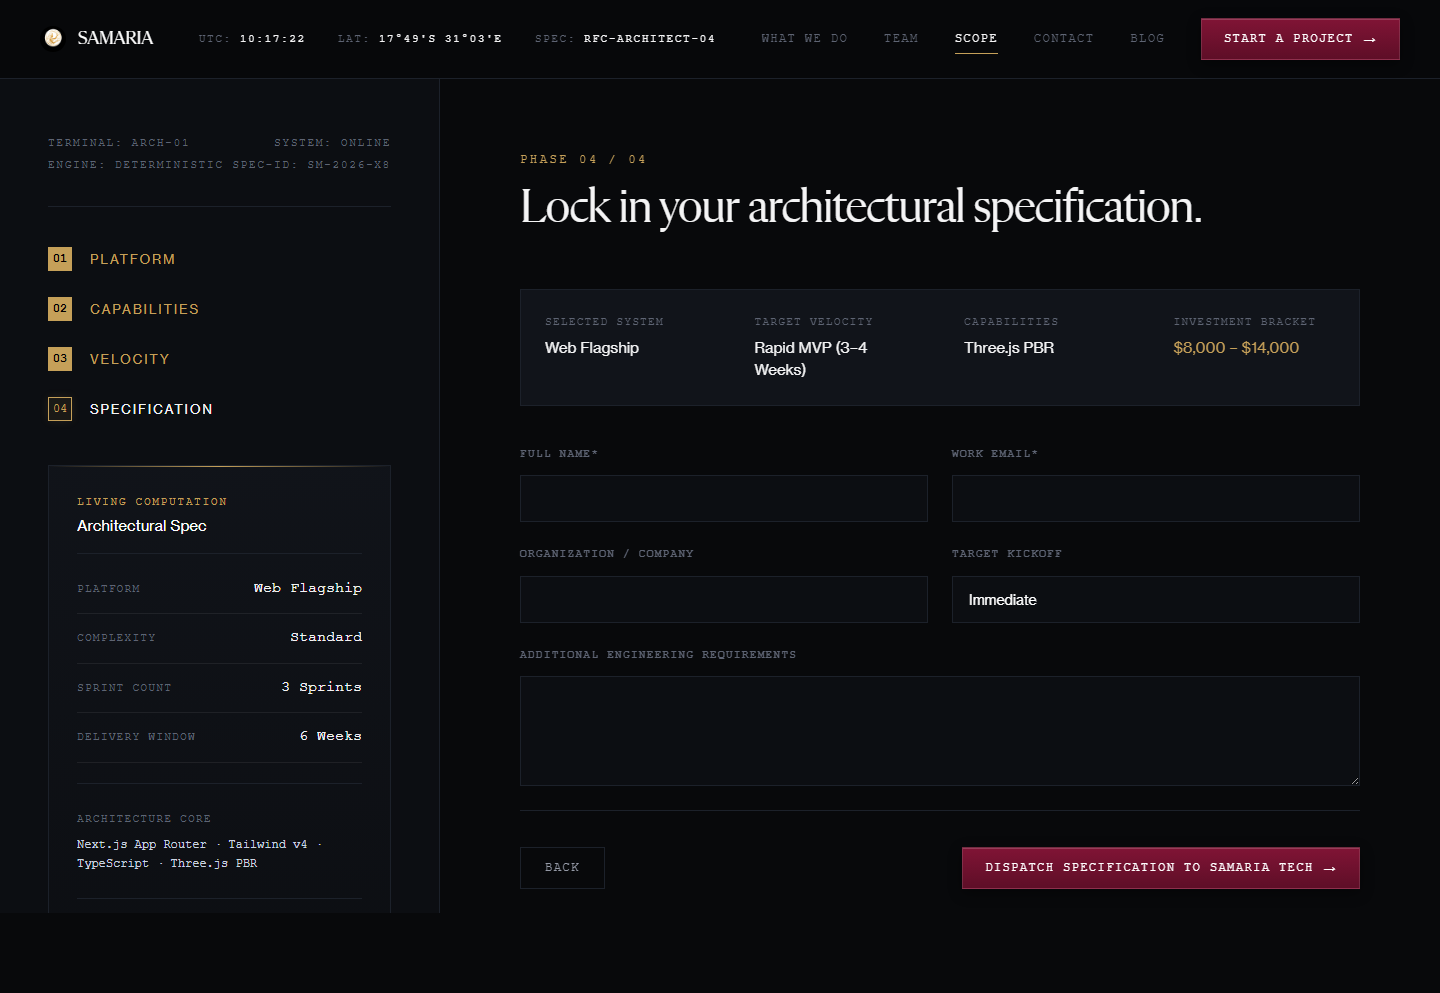 SAMARIA
UTC: 10:17:22
LAT: 17°49'S 31°03'E
SPEC: RFC-ARCHITECT-04
WHAT WE DO
TEAM
SCOPE
CONTACT
BLOG
START A PROJECT →
TERMINAL: ARCH-01
SYSTEM: ONLINE
ENGINE: DETERMINISTIC
SPEC-ID: SM-2026-X8
01 PLATFORM
02 CAPABILITIES
03 VELOCITY
04 SPECIFICATION
LIVING COMPUTATION
Architectural Spec
PLATFORM Web Flagship
COMPLEXITY Standard
SPRINT COUNT 3 Sprints
DELIVERY WINDOW 6 Weeks
ARCHITECTURE CORE
Next.js App Router · Tailwind v4 ·
TypeScript · Three.js PBR
PHASE 04 / 04
Lock in your architectural specification.
SELECTED SYSTEM
Web Flagship
TARGET VELOCITY
Rapid MVP (3–4
Weeks)
CAPABILITIES
Three.js PBR
INVESTMENT BRACKET
$8,000 – $14,000
FULL NAME*
WORK EMAIL*
ORGANIZATION / COMPANY
TARGET KICKOFF
Immediate
ADDITIONAL ENGINEERING REQUIREMENTS
BACK
DISPATCH SPECIFICATION TO SAMARIA TECH →